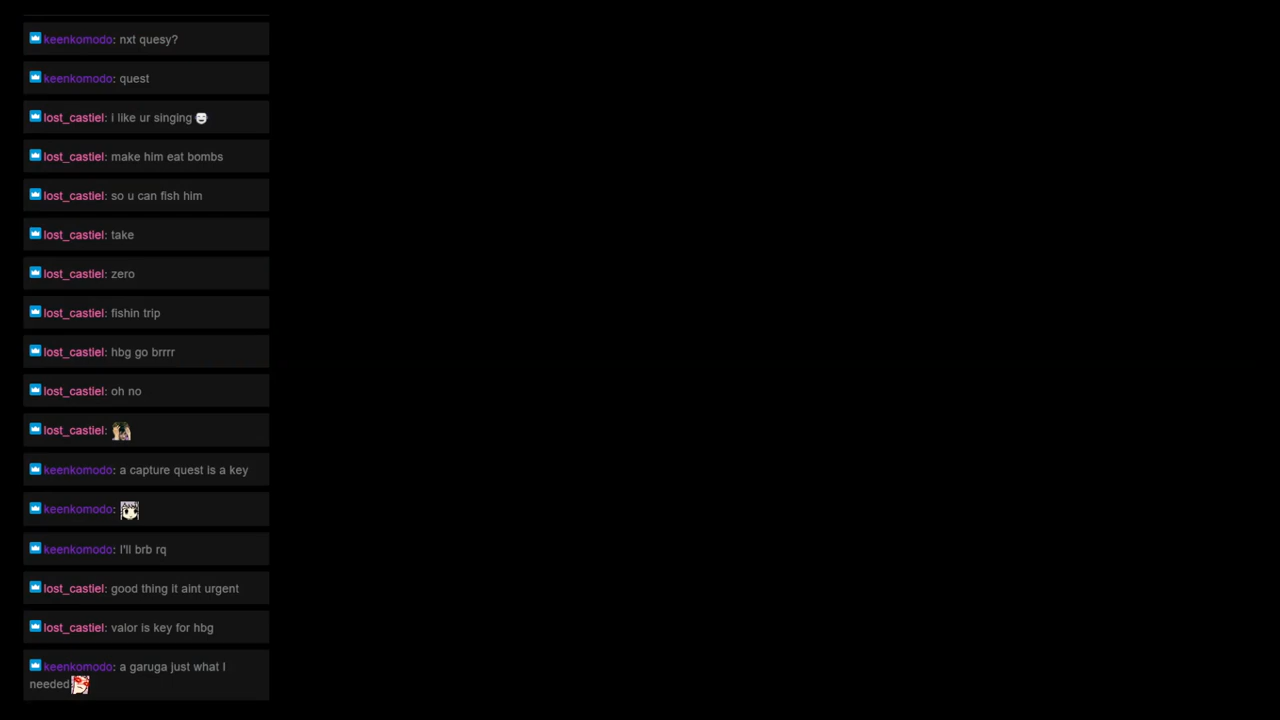 keenkomodo: nxt quesy?
keenkomodo: quest
lost_castiel: i like ur singing
lost_castiel: make him eat bombs
lost_castiel: so u can fish him
lost_castiel: take
lost_castiel: zero
lost_castiel: fishin trip
lost_castiel: hbg go brrrr
lost_castiel: oh no
lost_castiel:
keenkomodo: a capture quest is a key
keenkomodo:
keenkomodo: I'll brb rq
lost_castiel: good thing it aint urgent
lost_castiel: valor is key for hbg
keenkomodo: a garuga just what I
needed